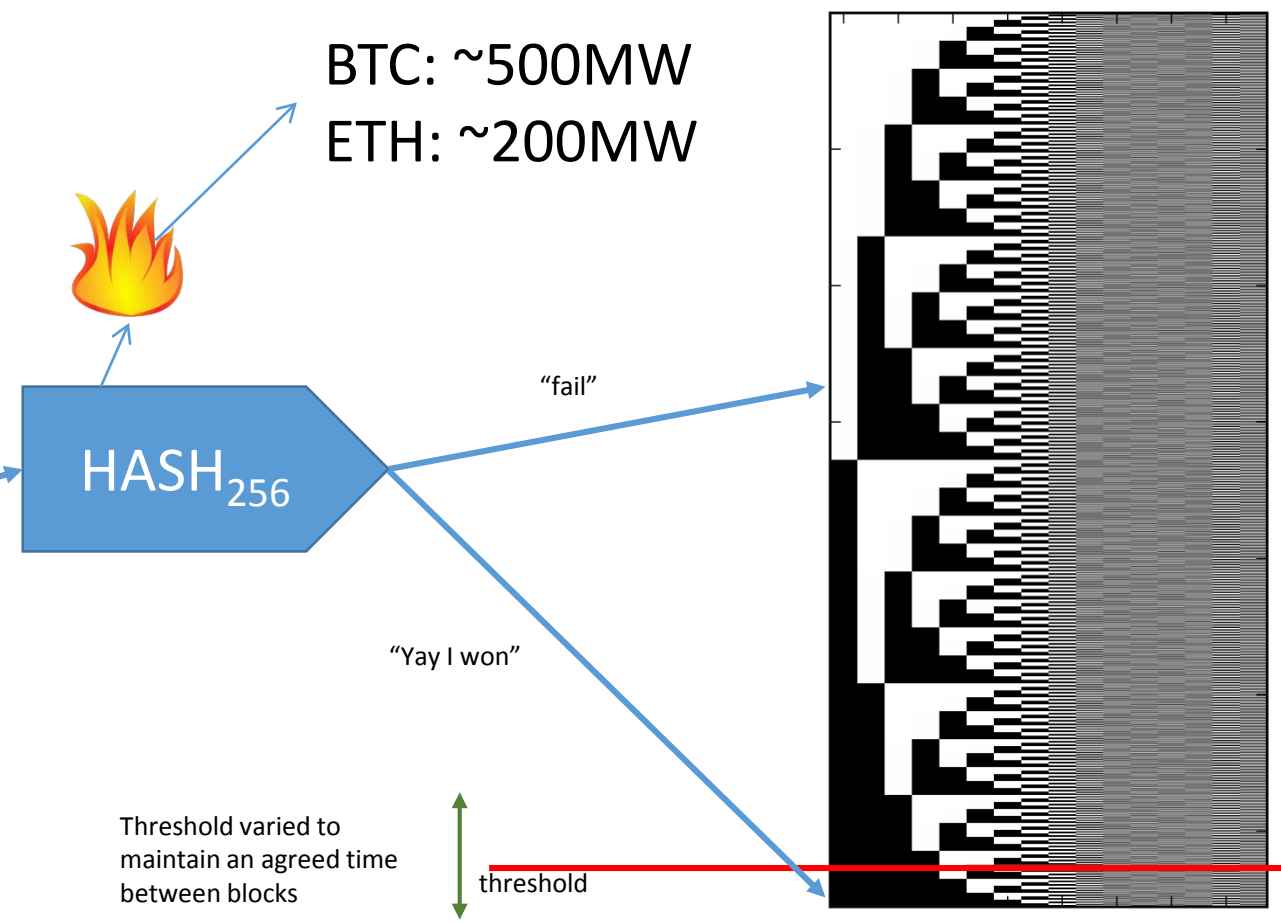 BTC: ~500MW
ETH: ~200MW
“fail”
HASH256
“Yay I won”
Threshold varied to
maintain an agreed time
between blocks
threshold